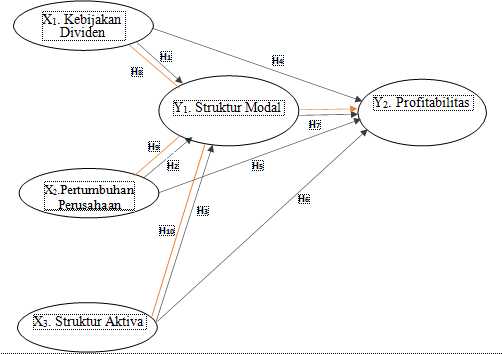 X1. Kebijakan
Dividen
H1
H8
H4
Y1. Struktur Modal
Y2. Profitabilitas
H7
H9
H2
H5
X2.Pertumbuhan
Perusahaan
H3
H6
H10
X3. Struktur Aktiva